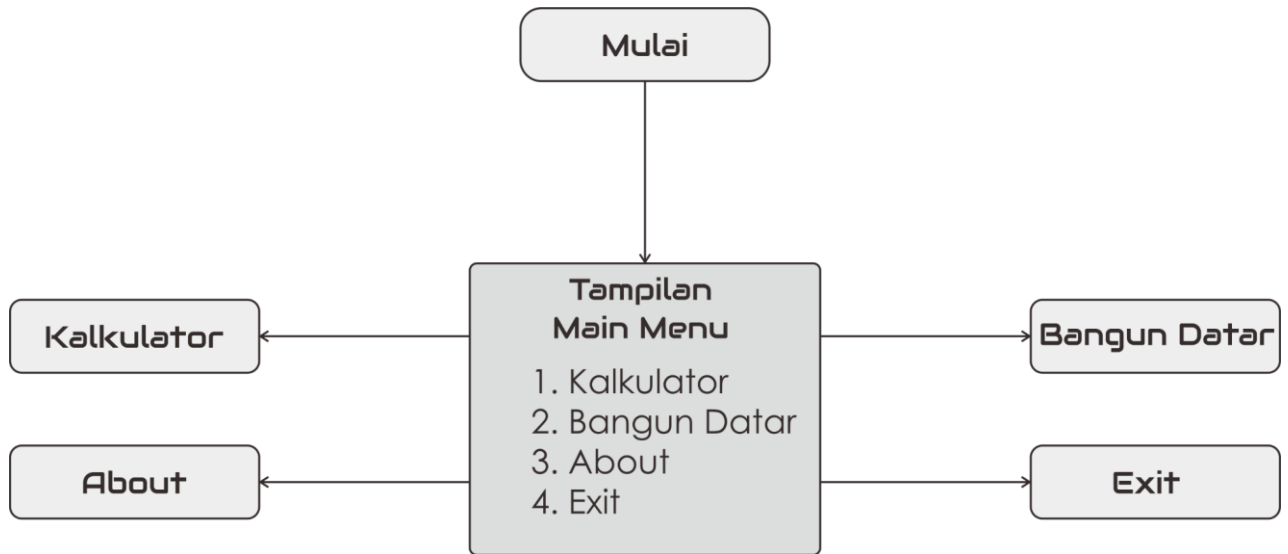 Mulai
Tampilan
Main Menu
1. Kalkulator
2. Bangun Datar
3. About
4. Exit
Kalkulator
Bangun Datar
About
Exit